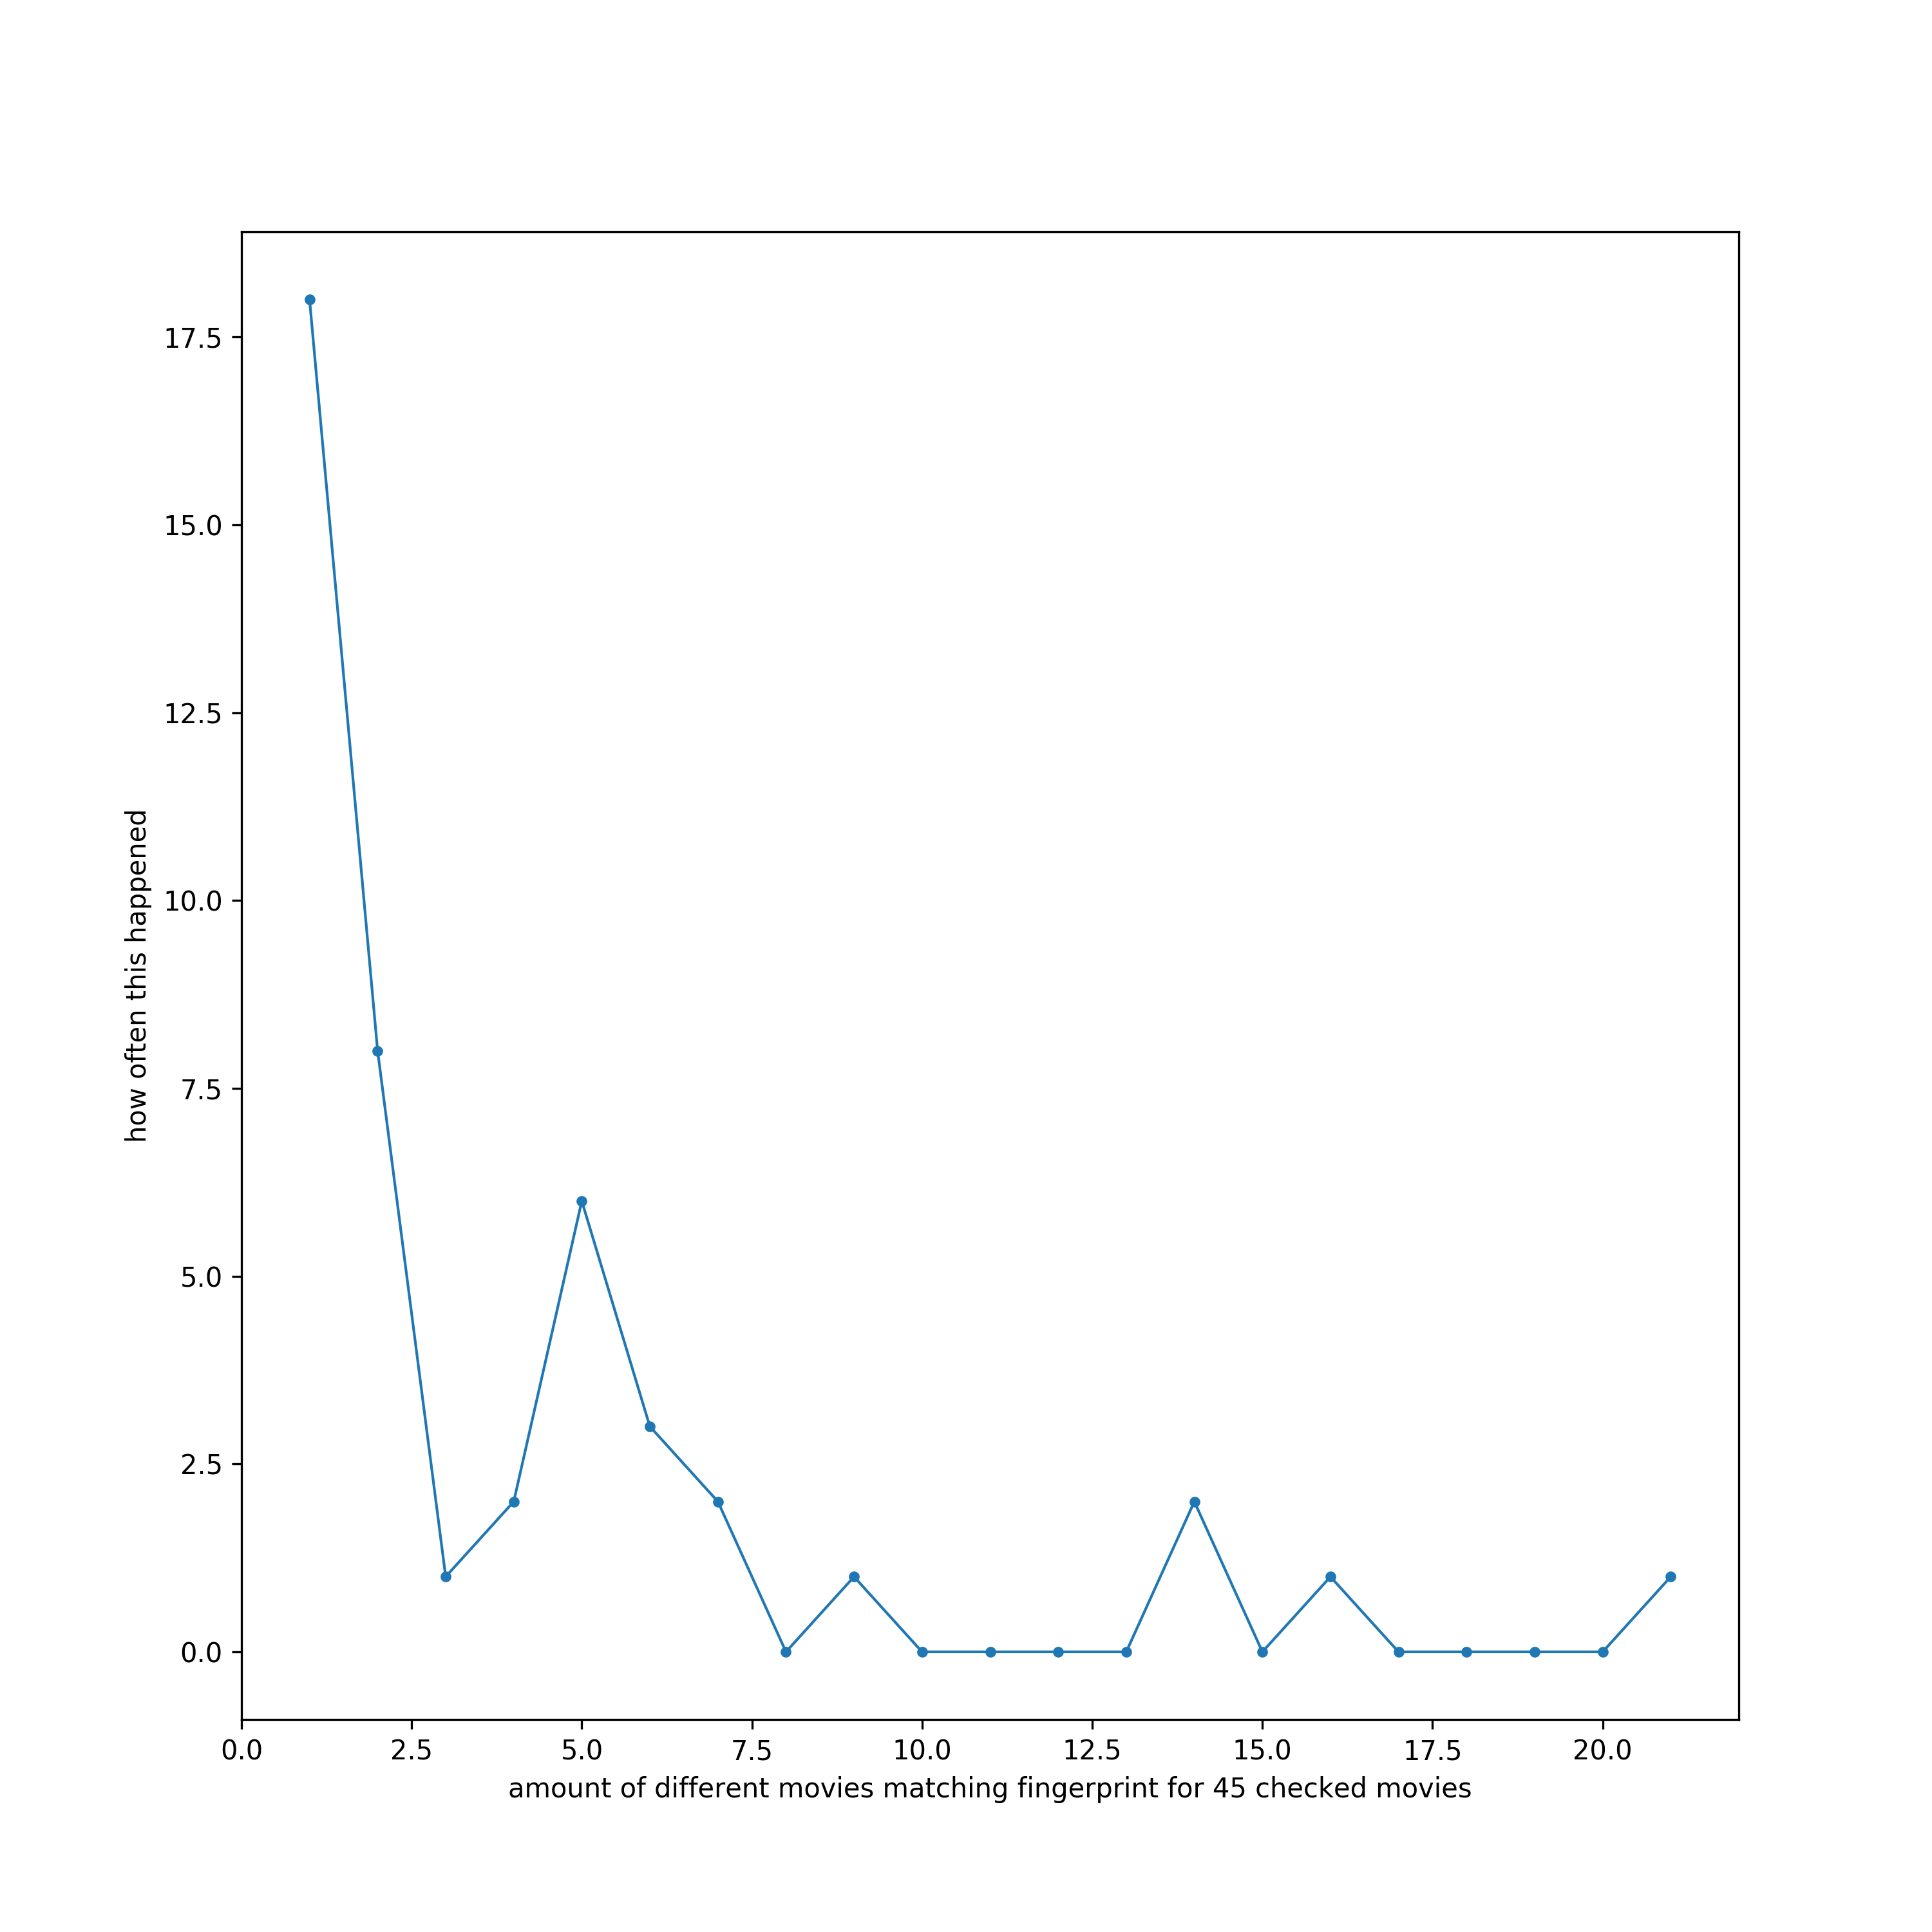 17.5
15.0
12.5
10.0
7.5
5.0
2.5
0.0
how often this happened
0.0 2.5 5.0 7.5 10.0 12.5 15.0 17.5 20.0
amount of different movies matching fingerprint for 45 checked movies